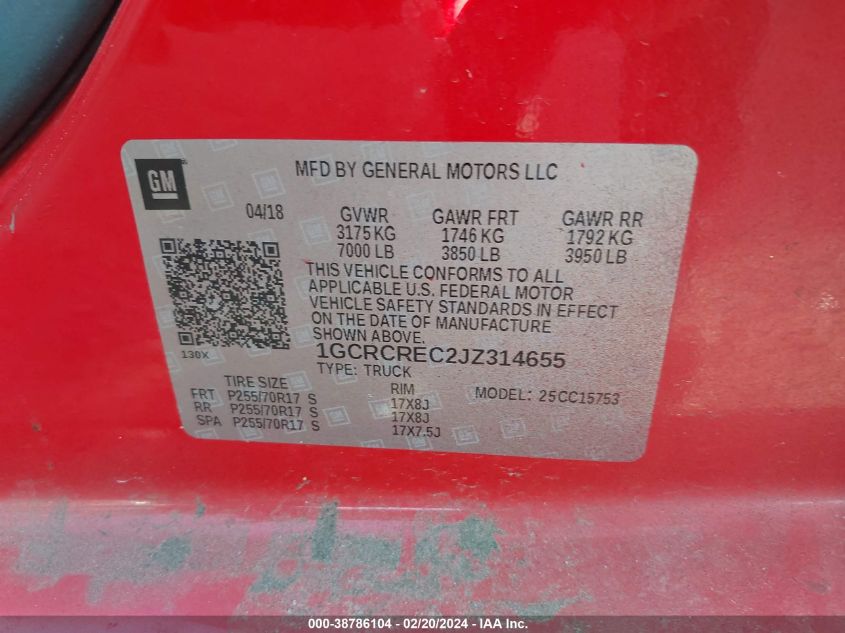 GM
MFD BY GENERAL MOTORS LLC
04/18 GVWR GAWR FRT GAWR RR
3175 KG 1746 KG 1792 KG
7000 LB 3850 LB 3950 LB
THIS VEHICLE CONFORMS TO ALL
APPLICABLE U.S. FEDERAL MOTOR
VEHICLE SAFETY STANDARDS IN EFFECT
ON THE DATE OF MANUFACTURE
SHOWN ABOVE.
130X 1GCRCREC2JZ314655
TYPE: TRUCK
TIRE SIZE RIM MODEL: 25CC15753
FRT P255/70R17 S 17X8J
RR P255/70R17 S 17X8J
SPA P255/70R17 S 17X7.5J
000-38786104 - 02/20/2024 - IAA Inc.